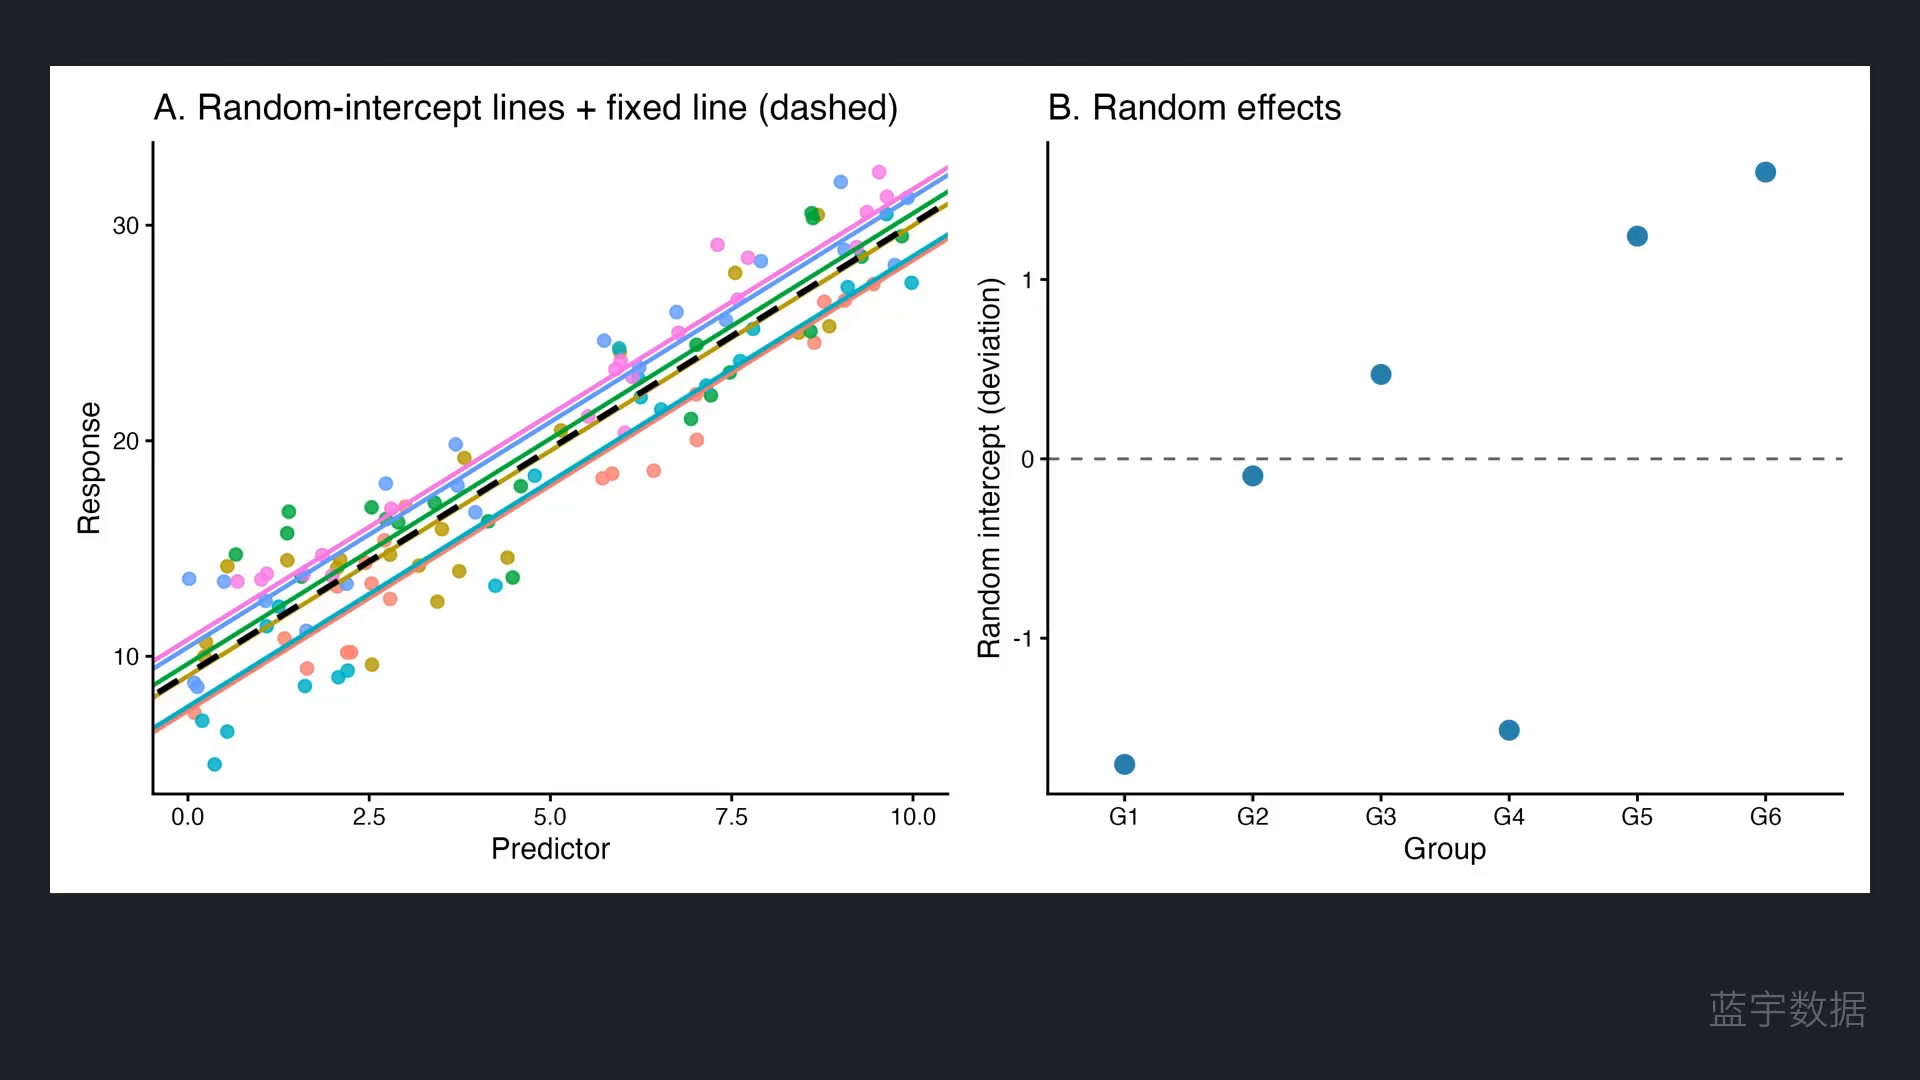 A. Random-intercept lines + fixed line (dashed)
Response
30
20
10
0.0 2.5 5.0 7.5 10.0
Predictor
B. Random effects
Random intercept (deviation)
1
0
-1
G1 G2 G3 G4 G5 G6
Group
蓝宇数据